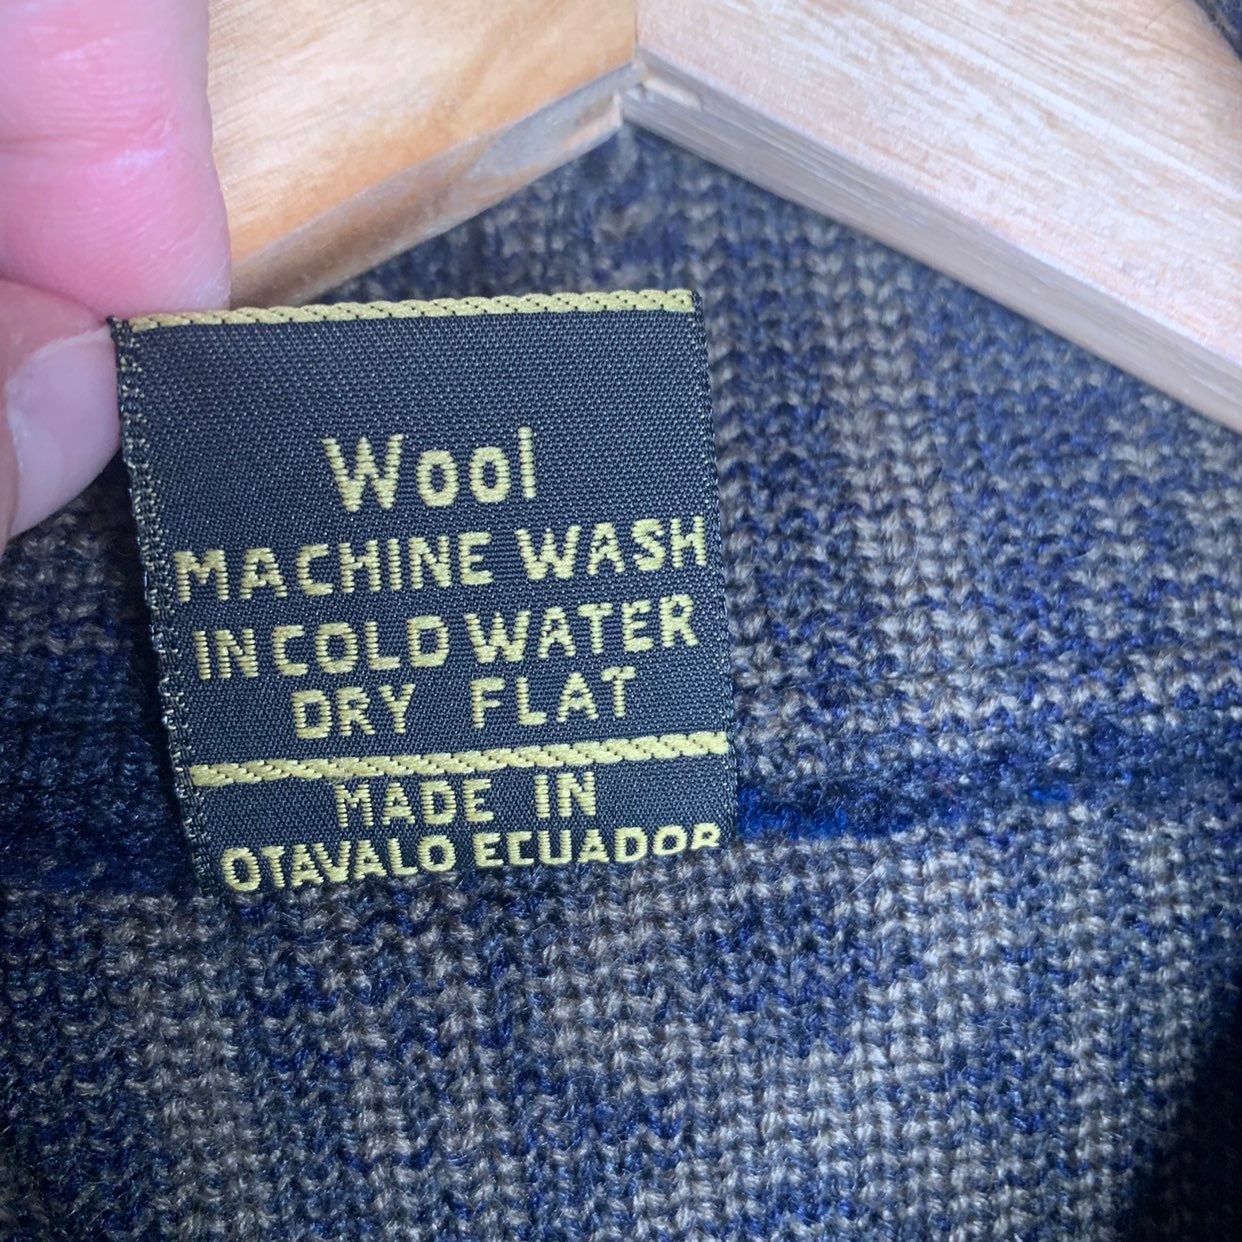 Wool
MACHINE WASH
IN COLD WATER
DRY FLAT
MADE IN
OTAVALO ECUADOR